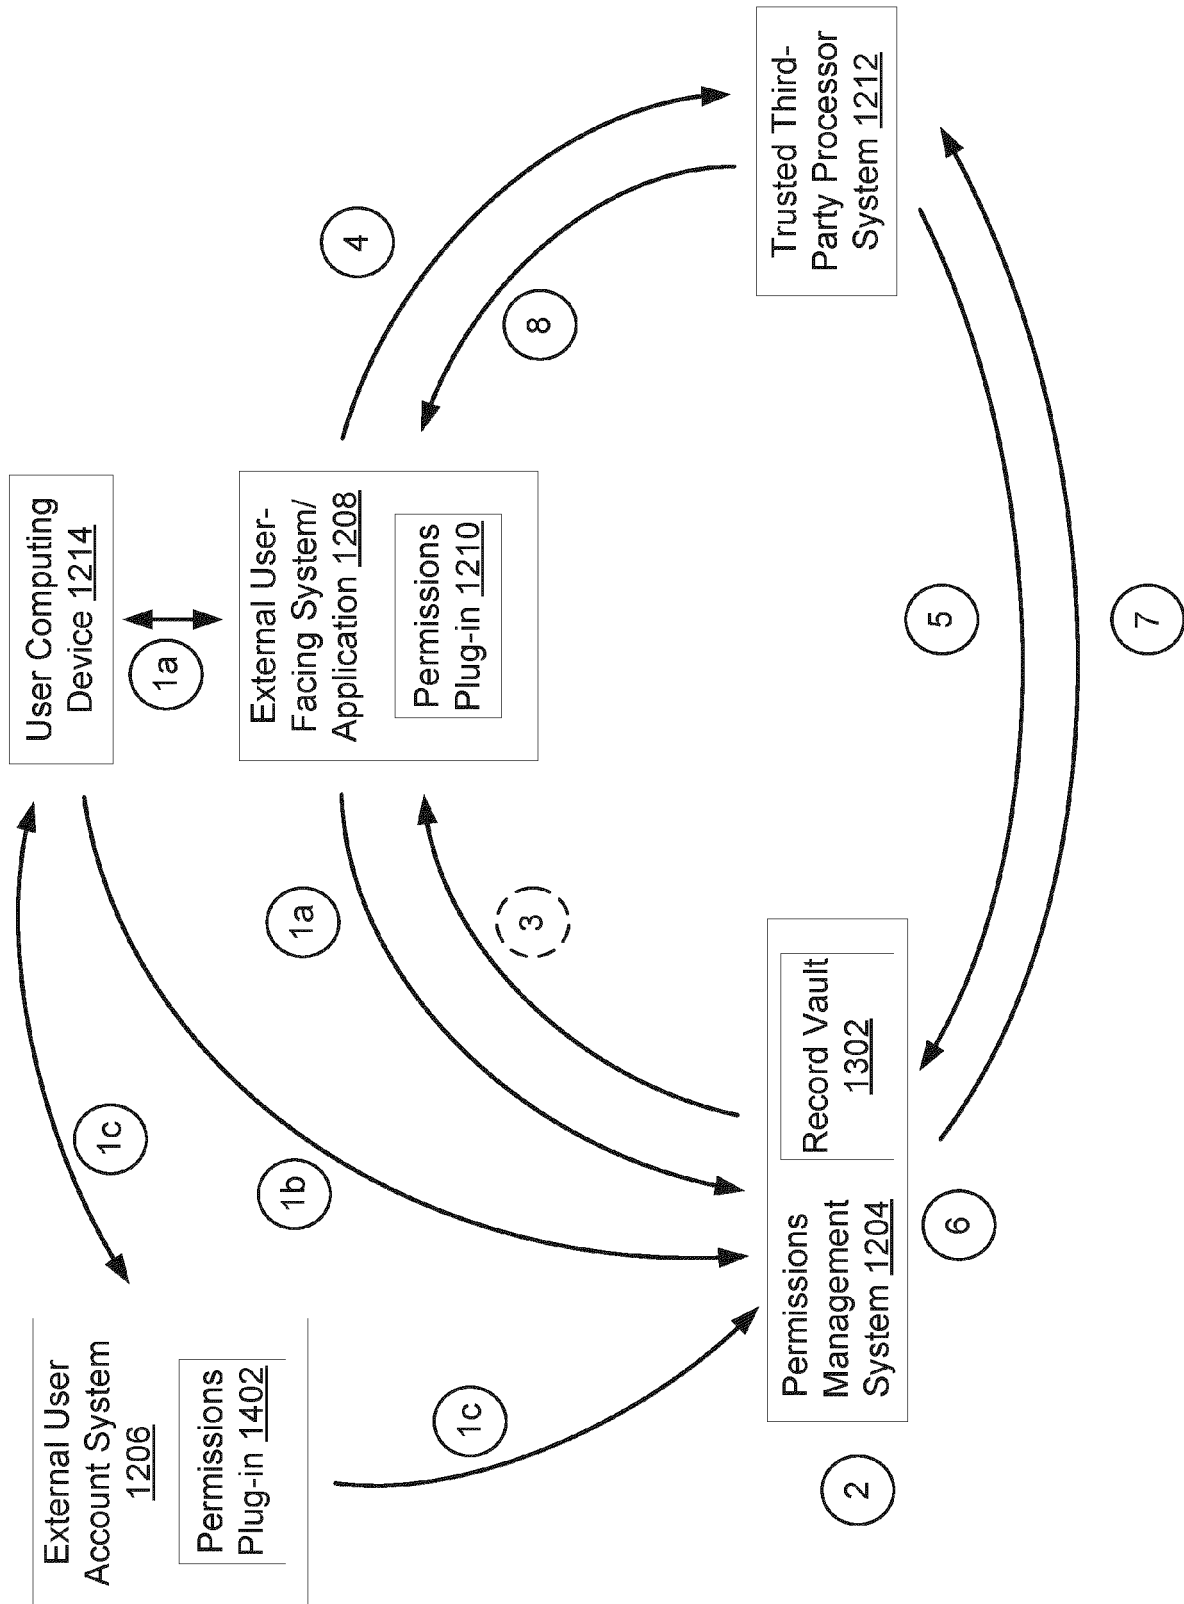 External User
Account System
1206
Permissions
Plug-in 1402
1c
1c
User Computing
Device 1214
1a
1b
External User-
Facing System/
Application 1208
Permissions
Plug-in 1210
1a
3
4
8
Permissions
Management
System 1204
Record Vault
1302
2
6
Trusted Third-
Party Processor
System 1212
5
7